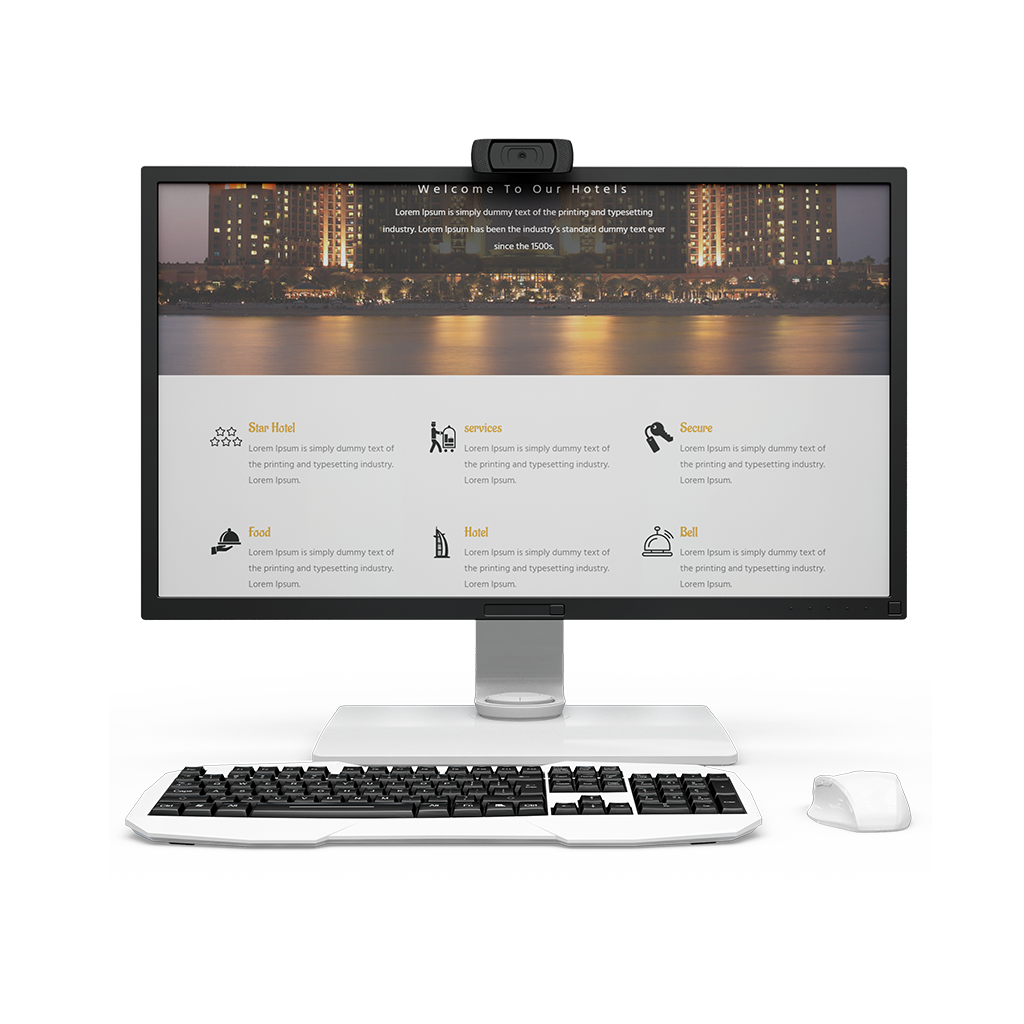 Welcome To Our Hotels
Lorem Ipsum is simply dummy text of the printing and typesetting
industry. Lorem Ipsum has been the industry's standard dummy text ever
since the 1500s.
Star Hotel
Lorem Ipsum is simply dummy text of
the printing and typesetting industry.
Lorem Ipsum.
services
Lorem Ipsum is simply dummy text of
the printing and typesetting industry.
Lorem Ipsum.
Secure
Lorem Ipsum is simply dummy text of
the printing and typesetting industry.
Lorem Ipsum.
Food
Lorem Ipsum is simply dummy text of
the printing and typesetting industry.
Lorem Ipsum.
Hotel
Lorem Ipsum is simply dummy text of
the printing and typesetting industry.
Lorem Ipsum.
Bell
Lorem Ipsum is simply dummy text of
the printing and typesetting industry.
Lorem Ipsum.
Ctrl Alt Alt Fn Ctrl